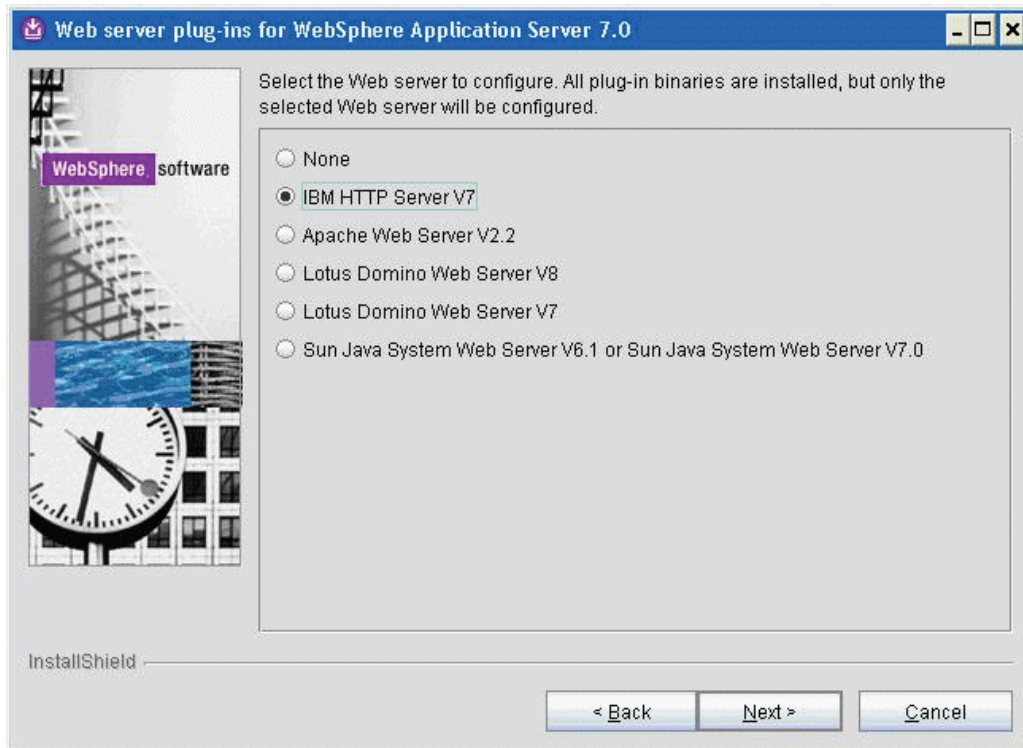 Web server plug-ins for WebSphere Application Server 7.0
WebSphere software
Select the Web server to configure. All plug-in binaries are installed, but only the
selected Web server will be configured.
None
IBM HTTP Server V7
Apache Web Server V2.2
Lotus Domino Web Server V8
Lotus Domino Web Server V7
Sun Java System Web Server V6.1 or Sun Java System Web Server V7.0
InstallShield
< Back
Next >
Cancel